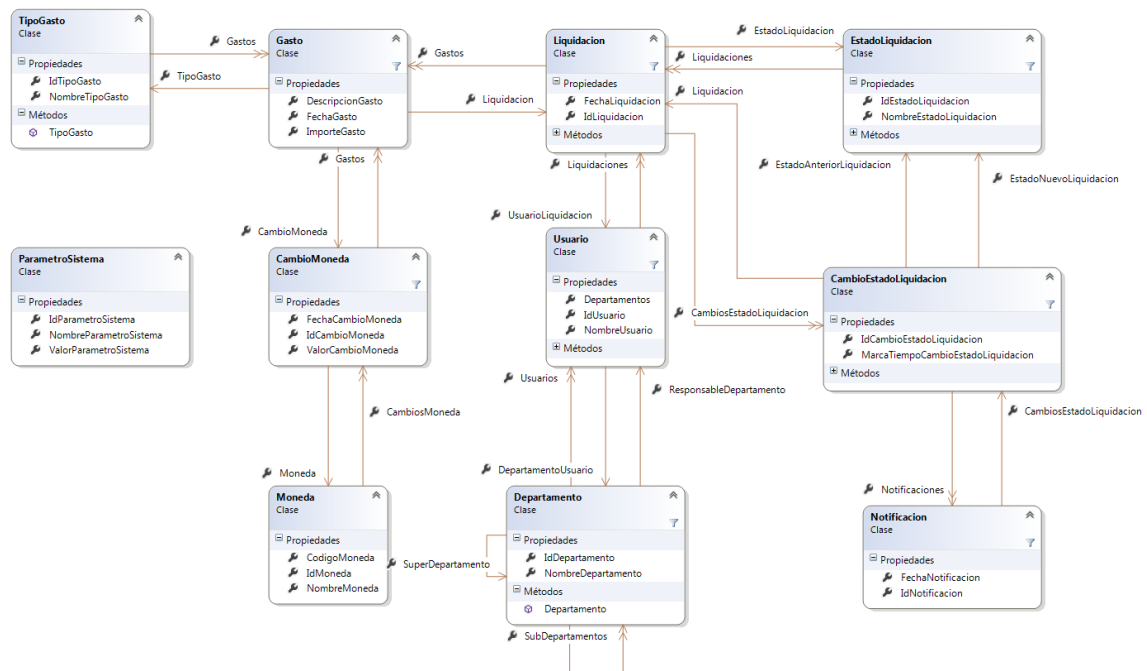 TipoGasto
Clase
Propiedades
IdTipoGasto
NombreTipoGasto
Métodos
TipoGasto
Gastos
TipoGasto
Gasto
Clase
Propiedades
DescripcionGasto
FechaGasto
ImporteGasto
Gastos
Liquidacion
Liquidacion
Clase
Propiedades
FechaLiquidacion
IdLiquidacion
Métodos
EstadoLiquidacion
Liquidaciones
Liquidacion
EstadoLiquidacion
Clase
Propiedades
IdEstadoLiquidacion
NombreEstadoLiquidacion
Métodos
Gastos
Liquidaciones
EstadoAnteriorLiquidacion
EstadoNuevoLiquidacion
CambioMoneda
UsuarioLiquidacion
ParametroSistema
Clase
Propiedades
IdParametroSistema
NombreParametroSistema
ValorParametroSistema
CambioMoneda
Clase
Propiedades
FechaCambioMoneda
IdCambioMoneda
ValorCambioMoneda
Usuario
Clase
Propiedades
Departamentos
IdUsuario
NombreUsuario
Métodos
CambiosEstadoLiquidacion
CambioEstadoLiquidacion
Clase
Propiedades
IdCambioEstadoLiquidacion
MarcaTiempoCambioEstadoLiquidacion
Métodos
Usuarios
ResponsableDepartamento
CambiosMoneda
CambiosEstadoLiquidacion
Moneda
DepartamentoUsuario
Notificaciones
Moneda
Clase
Propiedades
CodigoMoneda
IdMoneda
NombreMoneda
SuperDepartamento
Departamento
Clase
Propiedades
IdDepartamento
NombreDepartamento
Métodos
Departamento
SubDepartamentos
Notificacion
Clase
Propiedades
FechaNotificacion
IdNotificacion